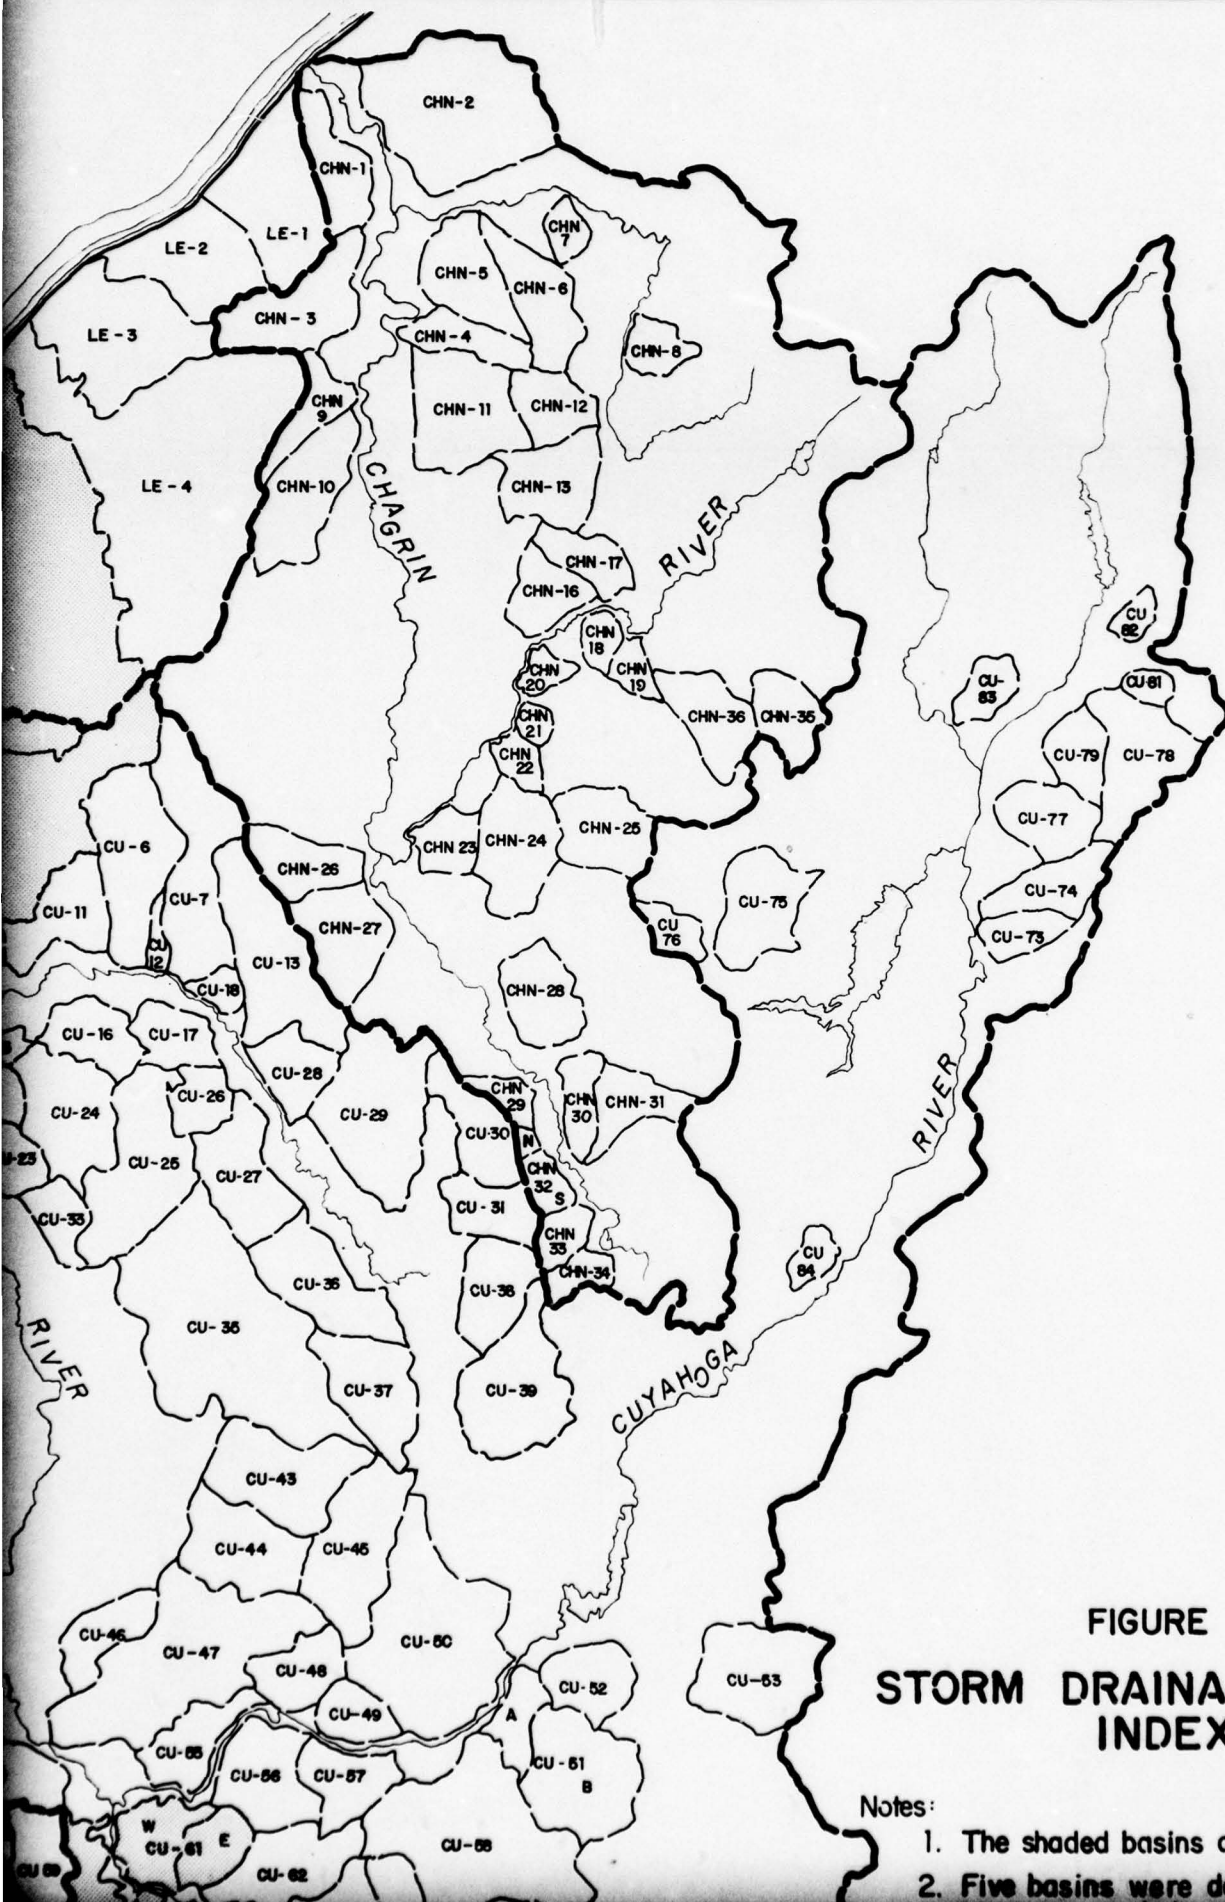 CHN-2
CHN-1
LE-1
LE-2
CHN
7
CHN-5
CHN-6
CHN-3
LE-3
CHN-4
CHN-8
CHN
9
CHN-11
CHN-12
LE-4
CHN-10
CHN-13
CHAGRIN
RIVER
CHN-17
CHN-16
CHN
18
CHN
19
CHN
20
CU
82
CU-
83
CU-81
CHN
21
CHN-36
CHN-35
CHN
22
CU-79
CU-78
CU-77
CU-6
CHN 23
CHN-24
CHN-25
CHN-26
CU-74
CU-7
CU-75
CU-11
CHN-27
CU
76
CU-73
CU
12
CU-13
CU-18
CHN-28
CU-16
CU-17
CU-28
CU-26
CHN
29
CHN
30
CHN-31
CU-24
CU-29
CU-30
N
RIVER
CU-25
CU-27
CHN
32
S
CU-31
CU-33
CHN
33
CU
84
CHN-34
CU-36
CU-38
CU-35
RIVER
CUYAHOGA
CU-37
CU-39
CU-43
CU-44
CU-45
CU-46
CU-47
CU-50
CU-48
CU-52
CU-53
CU-49
A
CU-55
CU-56
CU-57
CU-51
B
W
CU-61
E
CU-58
CU-62
FIGURE
STORM DRAINA
INDEX
Notes:
1. The shaded basins
2. Five basins were d